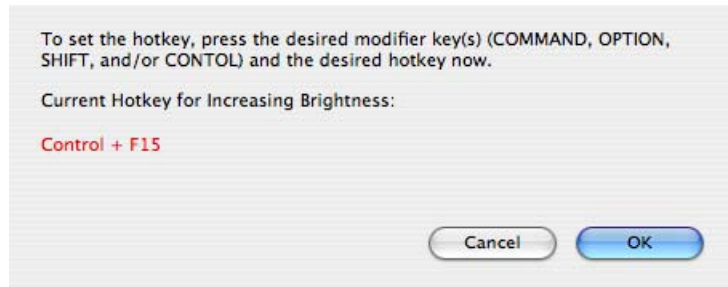 To set the hotkey, press the desired modifier key(s) (COMMAND, OPTION,
SHIFT, and/or CONTOL) and the desired hotkey now.
Current Hotkey for Increasing Brightness:
Control + F15
Cancel OK